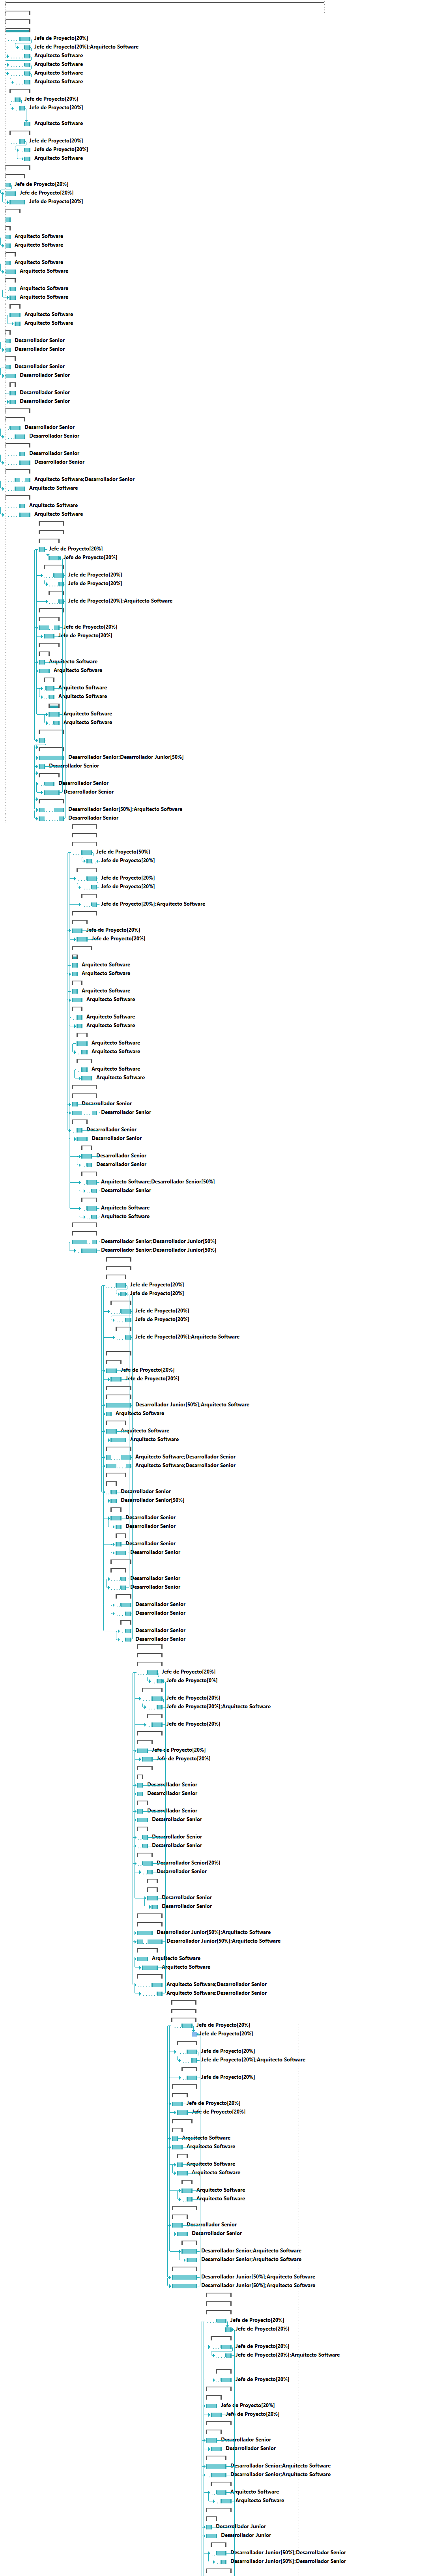 Jefe de Proyecto[20%]
Jefe de Proyecto[20%];Arquitecto Software
Arquitecto Software
Arquitecto Software
Arquitecto Software
Arquitecto Software
Jefe de Proyecto[20%]
Jefe de Proyecto[20%]
Arquitecto Software
Jefe de Proyecto[20%]
Jefe de Proyecto[20%]
Arquitecto Software
Jefe de Proyecto[20%]
Jefe de Proyecto[20%]
Jefe de Proyecto[20%]
Arquitecto Software
Arquitecto Software
Arquitecto Software
Arquitecto Software
Arquitecto Software
Arquitecto Software
Arquitecto Software
Arquitecto Software
Desarrollador Senior
Desarrollador Senior
Desarrollador Senior
Desarrollador Senior
Desarrollador Senior
Desarrollador Senior
Desarrollador Senior
Desarrollador Senior
Desarrollador Senior
Desarrollador Senior
Arquitecto Software;Desarrollador Senior
Arquitecto Software
Arquitecto Software
Arquitecto Software
Jefe de Proyecto[20%]
Jefe de Proyecto[20%]
Jefe de Proyecto[20%]
Jefe de Proyecto[20%]
Jefe de Proyecto[20%];Arquitecto Software
Jefe de Proyecto[20%]
Jefe de Proyecto[20%]
Arquitecto Software
Arquitecto Software
Arquitecto Software
Arquitecto Software
Arquitecto Software
Arquitecto Software
Desarrollador Senior;Desarrollador Junior[50%]
Desarrollador Senior
Desarrollador Senior
Desarrollador Senior
Desarrollador Senior[50%];Arquitecto Software
Desarrollador Senior
Jefe de Proyecto[50%]
Jefe de Proyecto[20%]
Jefe de Proyecto[20%]
Jefe de Proyecto[20%]
Jefe de Proyecto[20%];Arquitecto Software
Jefe de Proyecto[20%]
Jefe de Proyecto[20%]
Arquitecto Software
Arquitecto Software
Arquitecto Software
Arquitecto Software
Arquitecto Software
Arquitecto Software
Arquitecto Software
Arquitecto Software
Arquitecto Software
Arquitecto Software
Desarrollador Senior
Desarrollador Senior
Desarrollador Senior
Desarrollador Senior
Desarrollador Senior
Desarrollador Senior
Arquitecto Software;Desarrollador Senior[50%]
Desarrollador Senior
Arquitecto Software
Arquitecto Software
Desarrollador Senior;Desarrollador Junior[50%]
Desarrollador Senior;Desarrollador Junior[50%]
Jefe de Proyecto[20%]
Jefe de Proyecto[20%]
Jefe de Proyecto[20%]
Jefe de Proyecto[20%]
Jefe de Proyecto[20%];Arquitecto Software
Jefe de Proyecto[20%]
Jefe de Proyecto[20%]
Desarrollador Junior[50%];Arquitecto Software
Arquitecto Software
Arquitecto Software
Arquitecto Software
Arquitecto Software;Desarrollador Senior
Arquitecto Software;Desarrollador Senior
Desarrollador Senior
Desarrollador Senior[50%]
Desarrollador Senior
Desarrollador Senior
Desarrollador Senior
Desarrollador Senior
Desarrollador Senior
Desarrollador Senior
Desarrollador Senior
Desarrollador Senior
Desarrollador Senior
Desarrollador Senior
Jefe de Proyecto[20%]
Jefe de Proyecto[0%]
Jefe de Proyecto[20%]
Jefe de Proyecto[20%];Arquitecto Software
Jefe de Proyecto[20%]
Jefe de Proyecto[20%]
Jefe de Proyecto[20%]
Desarrollador Senior
Desarrollador Senior
Desarrollador Senior
Desarrollador Senior
Desarrollador Senior
Desarrollador Senior
Desarrollador Senior[20%]
Desarrollador Senior
Desarrollador Senior
Desarrollador Senior
Desarrollador Junior[50%];Arquitecto Software
Desarrollador Junior[50%];Arquitecto Software
Arquitecto Software
Arquitecto Software
Arquitecto Software;Desarrollador Senior
Arquitecto Software;Desarrollador Senior
Jefe de Proyecto[20%]
Jefe de Proyecto[20%]
Jefe de Proyecto[20%]
Jefe de Proyecto[20%];Arquitecto Software
Jefe de Proyecto[20%]
Jefe de Proyecto[20%]
Jefe de Proyecto[20%]
Arquitecto Software
Arquitecto Software
Arquitecto Software
Arquitecto Software
Arquitecto Software
Arquitecto Software
Desarrollador Senior
Desarrollador Senior
Desarrollador Senior;Arquitecto Software
Desarrollador Senior;Arquitecto Software
Desarrollador Junior[50%];Arquitecto Software
Desarrollador Junior[50%];Arquitecto Software
Jefe de Proyecto[20%]
Jefe de Proyecto[20%]
Jefe de Proyecto[20%]
Jefe de Proyecto[20%];Arquitecto Software
Jefe de Proyecto[20%]
Jefe de Proyecto[20%]
Jefe de Proyecto[20%]
Desarrollador Senior
Desarrollador Senior
Desarrollador Senior;Arquitecto Software
Desarrollador Senior;Arquitecto Software
Arquitecto Software
Arquitecto Software
Desarrollador Junior
Desarrollador Junior
Desarrollador Junior[50%];Desarrollador Senior
Desarrollador Junior[50%];Desarrollador Senior